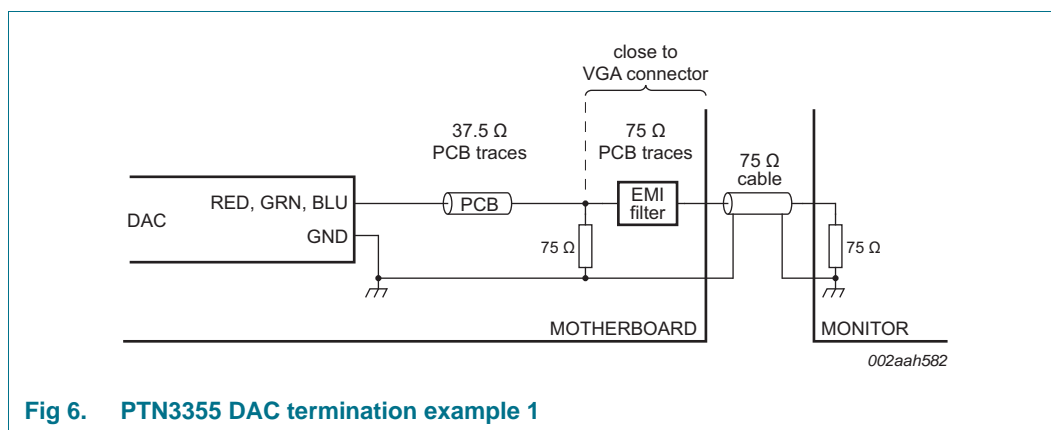 close to
VGA connector
37.5 Ω
PCB traces
75 Ω
PCB traces
75 Ω
cable
DAC
RED, GRN, BLU
GND
PCB
EMI
filter
75 Ω
75 Ω
MOTHERBOARD
MONITOR
002aah582
Fig 6. PTN3355 DAC termination example 1